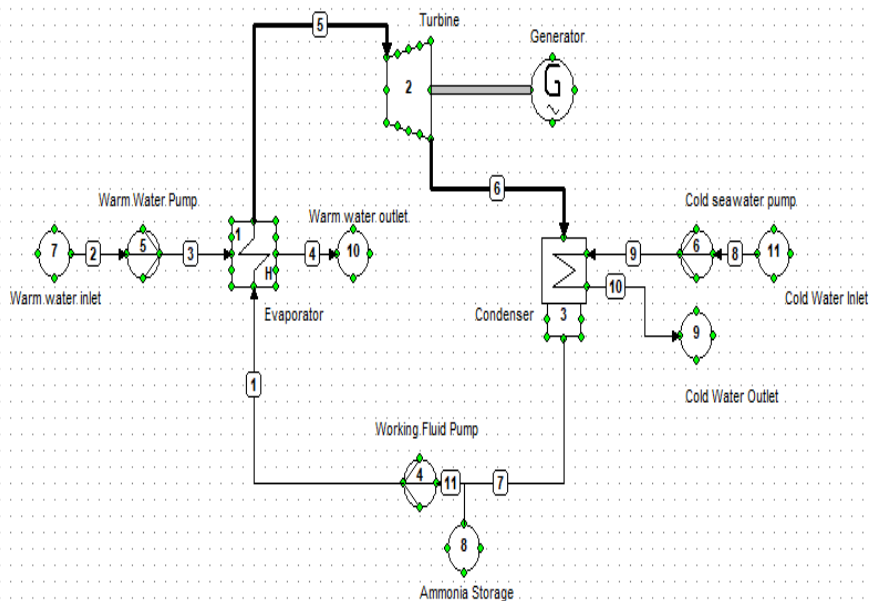 5
Turbine
Generator
2
G
6
Warm Water Pump
Warm water outlet
Cold seawater pump
7
2
5
3
1
H
4
10
9
6
8
11
Warm water inlet
Evaporator
Condenser
3
10
9
Cold Water Inlet
Cold Water Outlet
1
Working Fluid Pump
4
11
7
8
Ammonia Storage